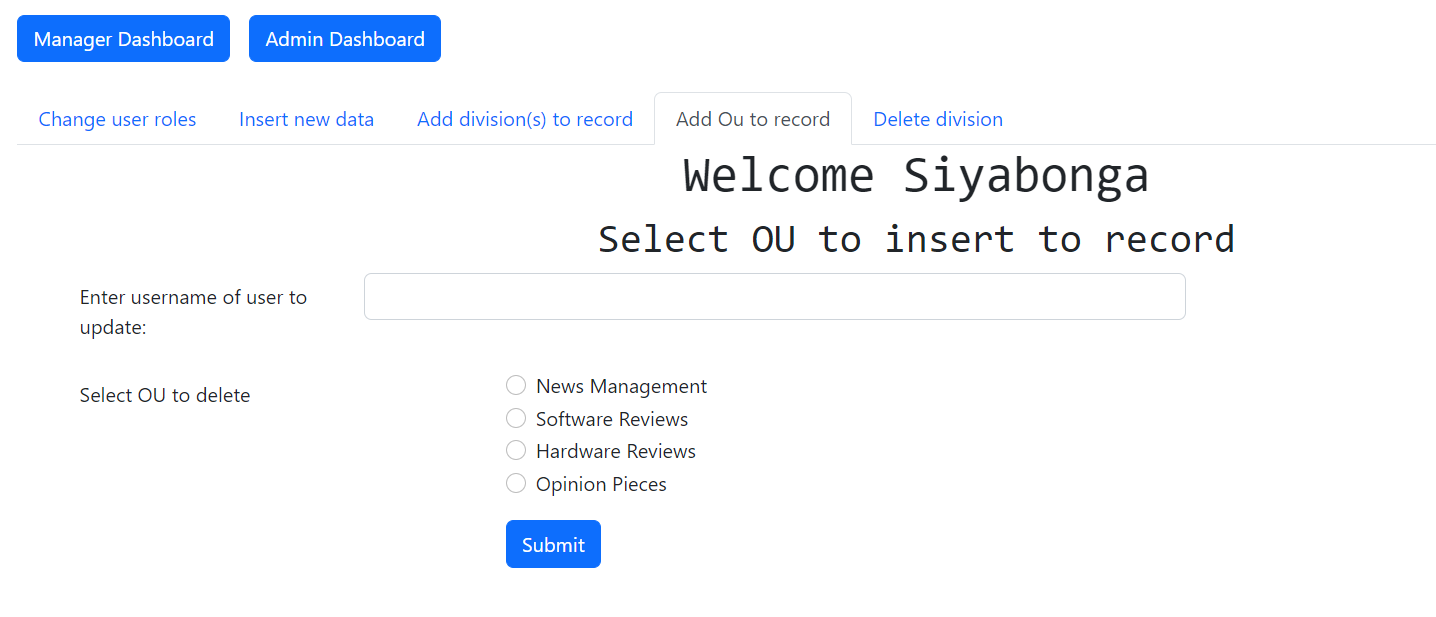 Manager Dashboard Admin Dashboard
Change user roles Insert new data Add division(s) to record Add Ou to record Delete division
Welcome Siyabonga
Select OU to insert to record
Enter username of user to
update:
Select OU to delete
News Management
Software Reviews
Hardware Reviews
Opinion Pieces
Submit